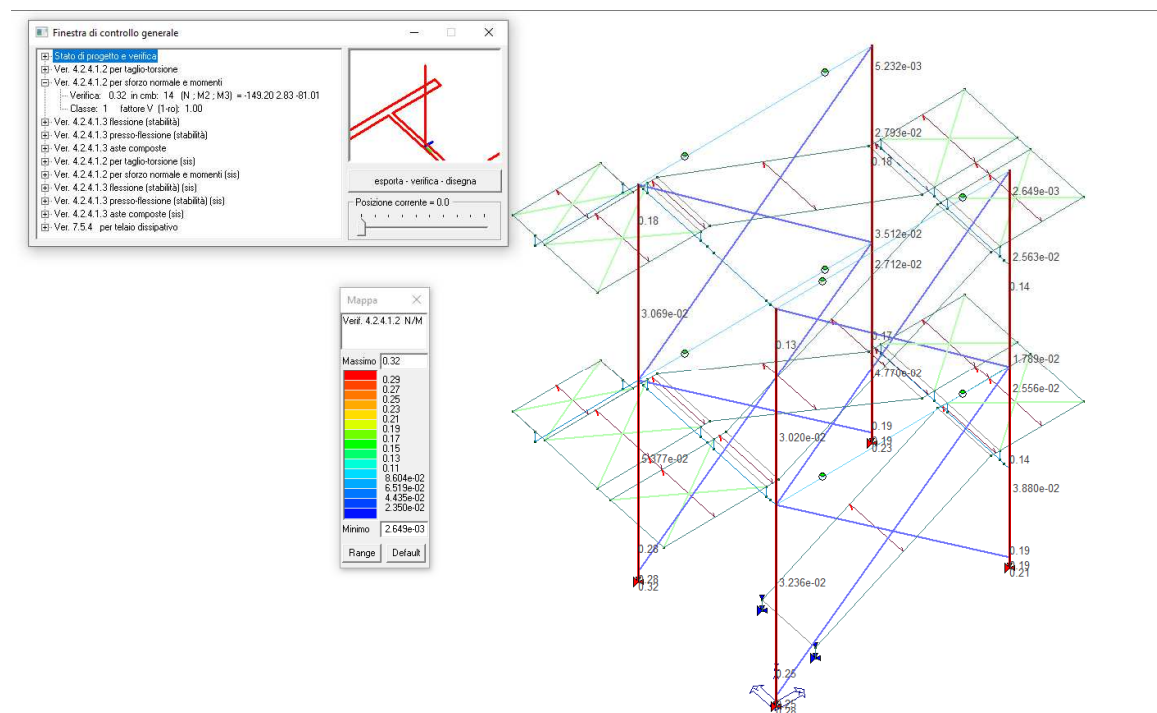 Finestra di controllo generale
Stato di progetto e verifica
Ver. 4.2.4.1.2 per taglio-torsione
Ver. 4.2.4.1.2 per sforzo normale e momenti
Verifica: 0.32 in cmb: 14 (N ; M2 ; M3) = -149.20 2.83 -81.01
Classe: 1 fattore V (1-ro): 1.00
Ver. 4.2.4.1.3 flessione (stabilità)
Ver. 4.2.4.1.3 presso-flessione (stabilità)
Ver. 4.2.4.1.3 aste composte
Ver. 4.2.4.1.2 per taglio-torsione (sis)
Ver. 4.2.4.1.2 per sforzo normale e momenti (sis)
Ver. 4.2.4.1.3 flessione (stabilità) (sis)
Ver. 4.2.4.1.3 presso-flessione (stabilità) (sis)
Ver. 4.2.4.1.3 aste composte (sis)
Ver. 7.5.4 per telaio dissipativo
esporta - verifica - disegna
Posizione corrente = 0.0
Mappa
Verif. 4.2.4.1.2 N/M
Massimo 0.32
0.29
0.27
0.25
0.23
0.21
0.19
0.17
0.15
0.13
0.11
8.604e-02
6.519e-02
4.435e-02
2.350e-02
Minimo 2.649e-03
Range Default
5.232e-03
2.793e-02
0.18
2.649e-03
0.18
3.512e-02
2.563e-02
2.712e-02
0.14
3.069e-02
0.17
0.13
1.789e-02
4.770e-02
2.556e-02
0.19
3.020e-02
0.19
0.23
5.377e-02
0.14
3.880e-02
0.28
0.19
0.19
0.21
0.28
0.32
3.236e-02
0.25
0.25
0.28